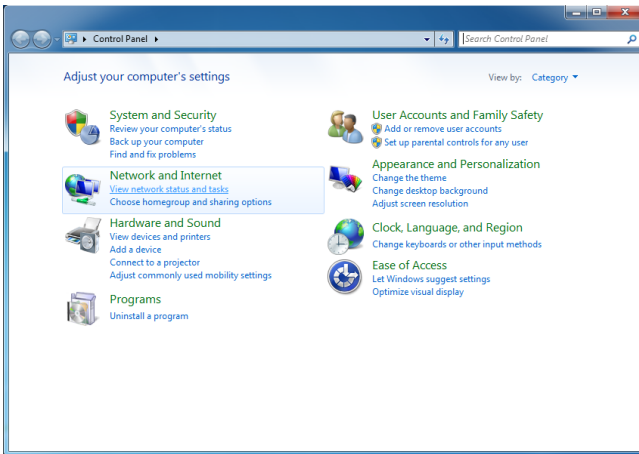 Control Panel
Search Control Panel
Adjust your computer's settings
View by: Category
System and Security
Review your computer's status
Back up your computer
Find and fix problems
Network and Internet
View network status and tasks
Choose homegroup and sharing options
Hardware and Sound
View devices and printers
Add a device
Connect to a projector
Adjust commonly used mobility settings
Programs
Uninstall a program
User Accounts and Family Safety
Add or remove user accounts
Set up parental controls for any user
Appearance and Personalization
Change the theme
Change desktop background
Adjust screen resolution
Clock, Language, and Region
Change keyboards or other input methods
Ease of Access
Let Windows suggest settings
Optimize visual display